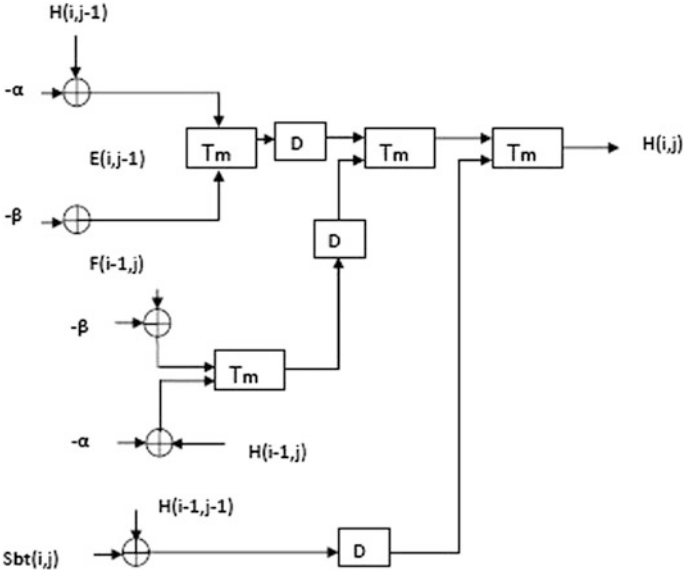 H(i,j-1)
-α
Tm
D
Tm
Tm
H(i,j)
E(i,j-1)
-β
D
F(i-1,j)
-β
Tm
-α
H(i-1,j)
H(i-1,j-1)
Sbt(i,j)
D